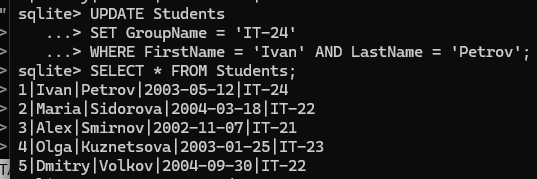 sqlite> UPDATE Students
   ...> SET GroupName = 'IT-24'
   ...> WHERE FirstName = 'Ivan' AND LastName = 'Petrov';
sqlite> SELECT * FROM Students;
1|Ivan|Petrov|2003-05-12|IT-24
2|Maria|Sidorova|2004-03-18|IT-22
3|Alex|Smirnov|2002-11-07|IT-21
4|Olga|Kuznetsova|2003-01-25|IT-23
5|Dmitry|Volkov|2004-09-30|IT-22